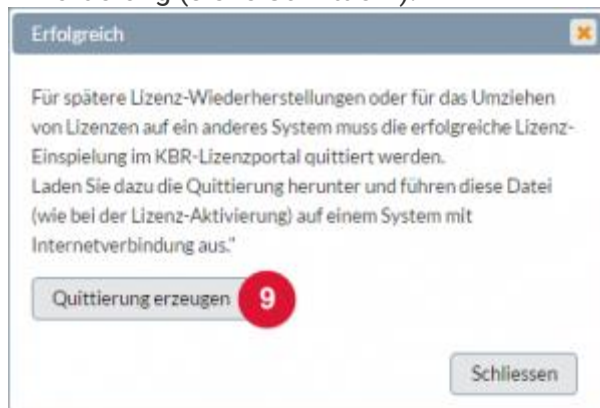 Erfolgreich
Für spätere Lizenz-Wiederherstellungen oder für das Umziehen
von Lizenzen auf ein anderes System muss die erfolgreiche Lizenz-
Einspielung im KBR-Lizenzportal quittiert werden.
Laden Sie dazu die Quittierung herunter und führen diese Datei
(wie bei der Lizenz-Aktivierung) auf einem System mit
Internetverbindung aus."
Quittierung erzeugen 9
Schliessen